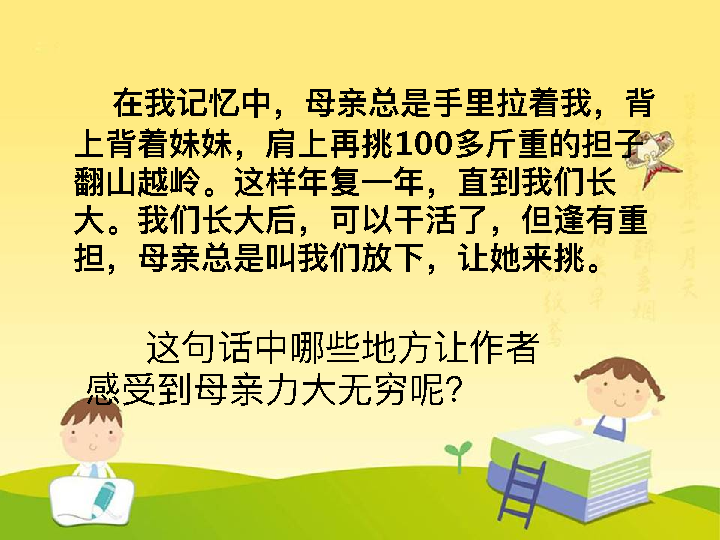 在我记忆中，母亲总是手里拉着我，背
上背着妹妹，肩上再挑100多斤重的担子
翻山越岭。这样年复一年，直到我们长
大。我们长大后，可以干活了，但逢有重
担，母亲总是叫我们放下，让她来挑。
这句话中哪些地方让作者
感受到母亲力大无穷呢？
二月天